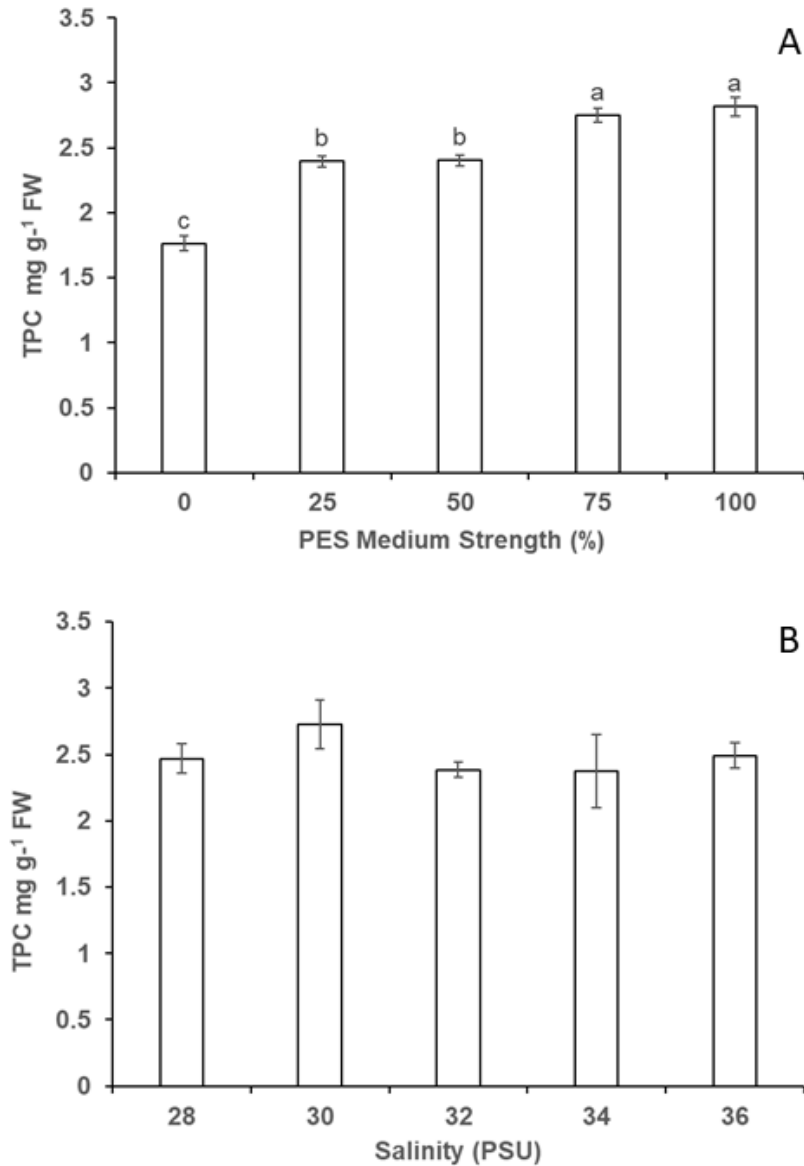 A
3.5
3
2.5
2
1.5
1
0.5
0
TPC mg g-1 FW
c
b
b
a
a
0 25 50 75 100
PES Medium Strength (%)
B
3.5
3
2.5
2
1.5
1
0.5
0
TPC mg g-1 FW
28 30 32 34 36
Salinity (PSU)